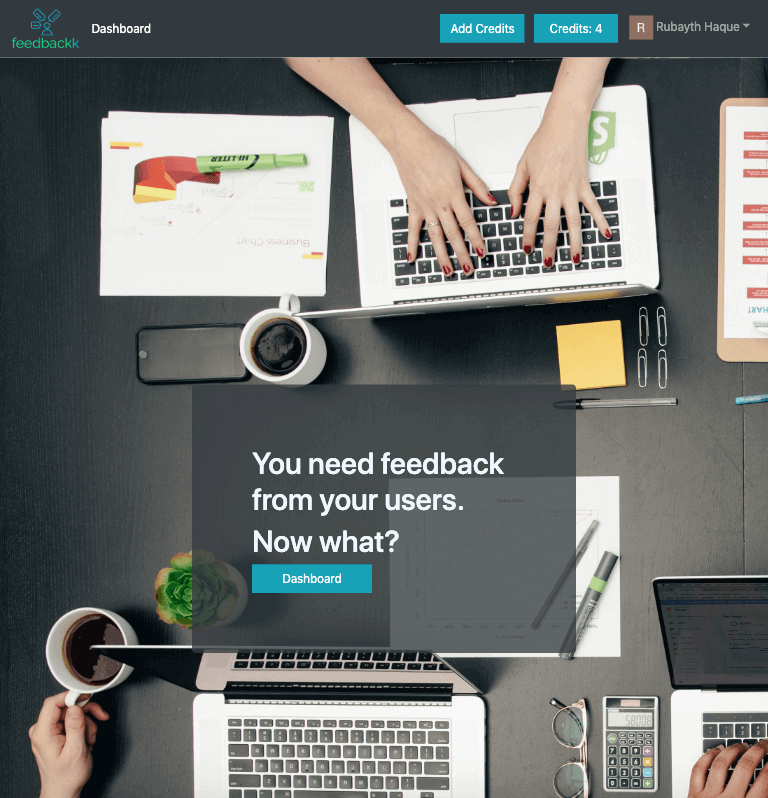 feedbackk
Dashboard
Add Credits
Credits: 4
R
Rubayth Haque
HI-LITER
Business Chart
You need feedback
from your users.
Now what?
Dashboard
58008